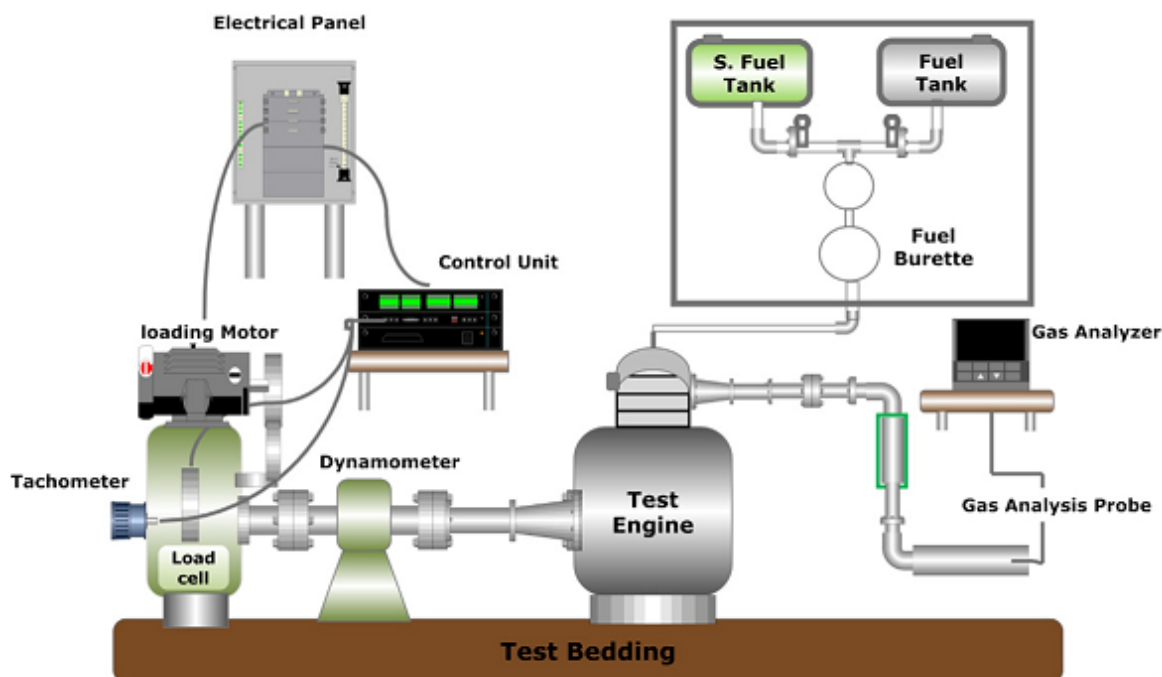 Electrical Panel
S. Fuel
Tank
Fuel
Tank
Fuel
Burette
Control Unit
loading Motor
Gas Analyzer
Dynamometer
Tachometer
Test
Engine
Gas Analysis Probe
Load
cell
Test Bedding